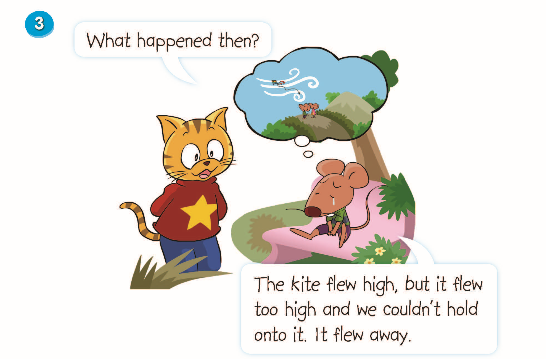 3
What happened then?
The kite flew high, but it flew
too high and we couldn't hold
onto it. It flew away.